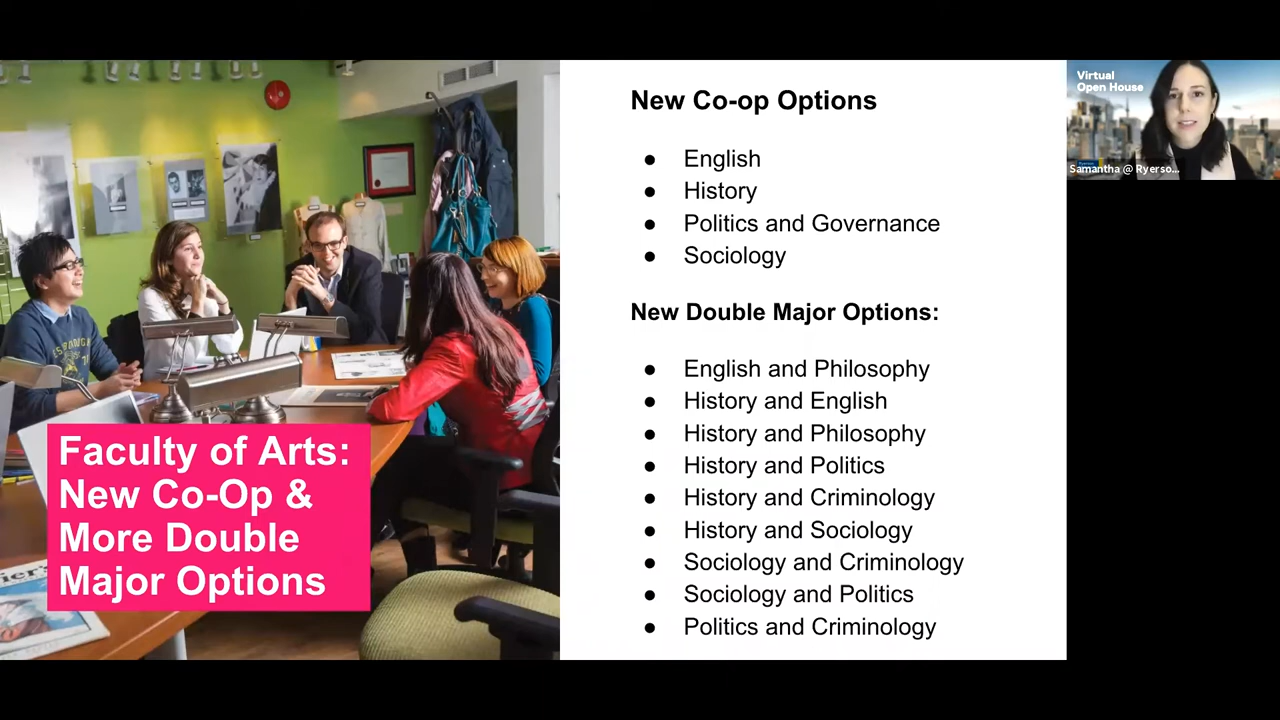 New Co-op Options
● English
● History
● Politics and Governance
● Sociology
New Double Major Options:
● English and Philosophy
● History and English
● History and Philosophy
● History and Politics
● History and Criminology
● History and Sociology
● Sociology and Criminology
● Sociology and Politics
● Politics and Criminology
Faculty of Arts:
New Co-Op &
More Double
Major Options
Virtual
Open House
Samantha @ Ryerso...